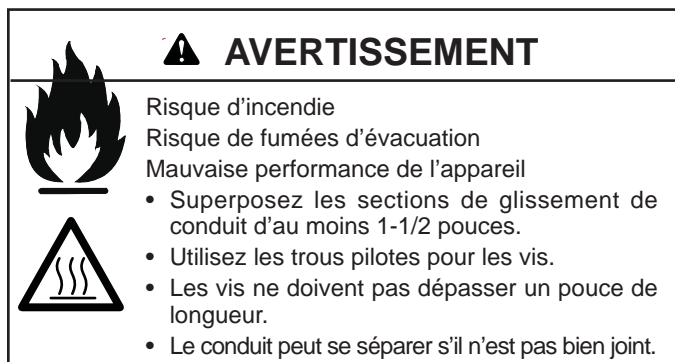 AVERTISSEMENT
Risque d’incendie
Risque de fumées d’évacuation
Mauvaise performance de l’appareil
• Superposez les sections de glissement de
conduit d’au moins 1-1/2 pouces.
• Utilisez les trous pilotes pour les vis.
• Les vis ne doivent pas dépasser un pouce de
longueur.
• Le conduit peut se séparer s’il n’est pas bien joint.